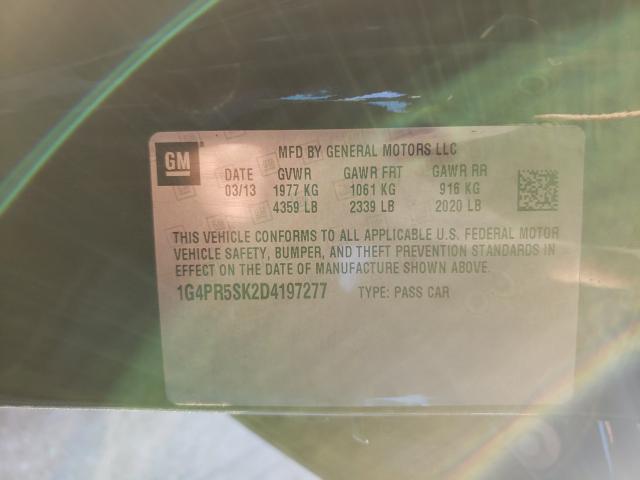 GM
MFD BY GENERAL MOTORS LLC
DATE GVWR GAWR FRT GAWR RR
03/13 1977 KG 1061 KG 916 KG
4359 LB 2339 LB 2020 LB
THIS VEHICLE CONFORMS TO ALL APPLICABLE U.S. FEDERAL MOTOR
VEHICLE SAFETY, BUMPER, AND THEFT PREVENTION STANDARDS IN
EFFECT ON THE DATE OF MANUFACTURE SHOWN ABOVE.
1G4PR5SK2D4197277 TYPE: PASS CAR